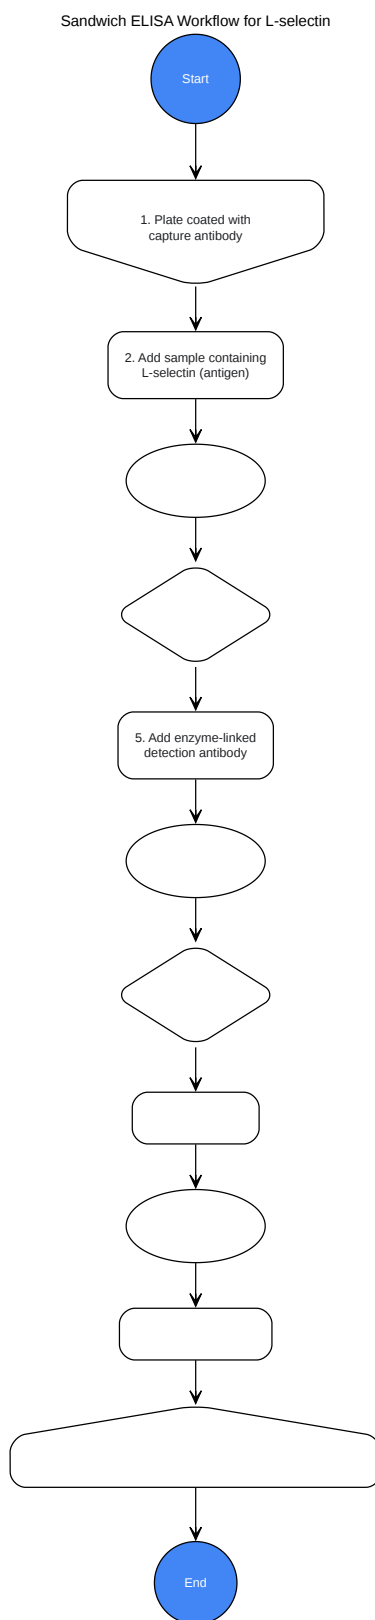 Sandwich ELISA Workflow for L-selectin
Start
1. Plate coated with
capture antibody
2. Add sample containing
L-selectin (antigen)
5. Add enzyme-linked
detection antibody
End